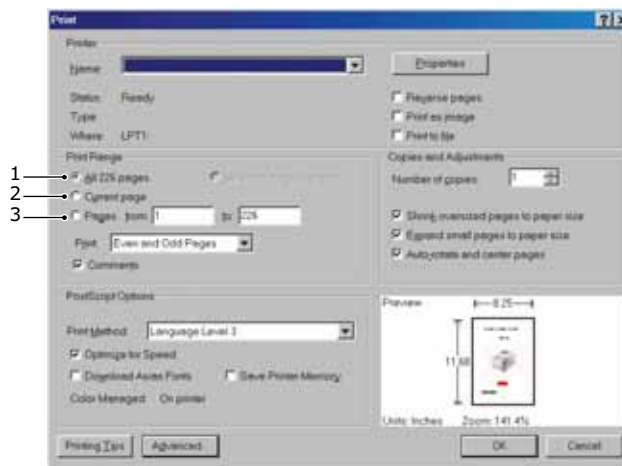 Print
Printer
Name:
Properties
Status: Ready
Type:
Where: LPT1:
Reverse pages
Print as image
Print to file
Print Range
1
All 226 pages
2
Current page
3
Pages from: 1 to: 226
Print: Even and Odd Pages
Comments
Copies and Adjustments
Number of copies: 1
Shrink oversized pages to paper size
Expand small pages to paper size
Auto-rotate and center pages
PostScript Options
Print Method: Language Level 3
Optimize for Speed
Download Asian Fonts
Save Printer Memory
Color Managed: On printer
Preview
8.25
11.68
Units: Inches Zoom: 141.4%
Printing Tips
Advanced
OK
Cancel